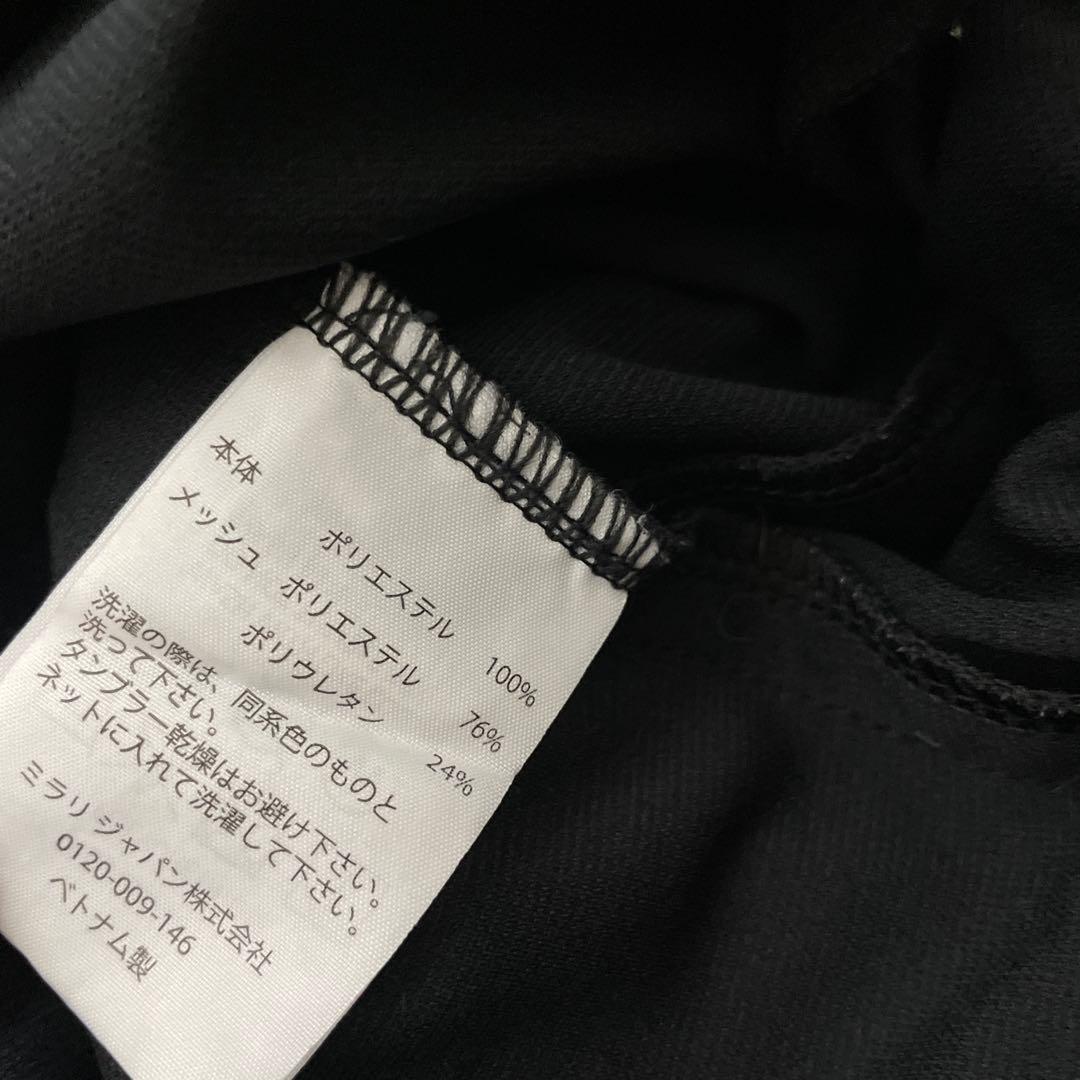 本体 ポリエステル 100%
メッシュ ポリエステル 76%
ポリウレタン 24%
洗濯の際は、同系色のものと
洗って下さい。
タンブラー乾燥はお避け下さい。
ネットに入れて洗濯して下さい。
ミラリ ジャパン株式会社
0120-009-146
ベトナム製